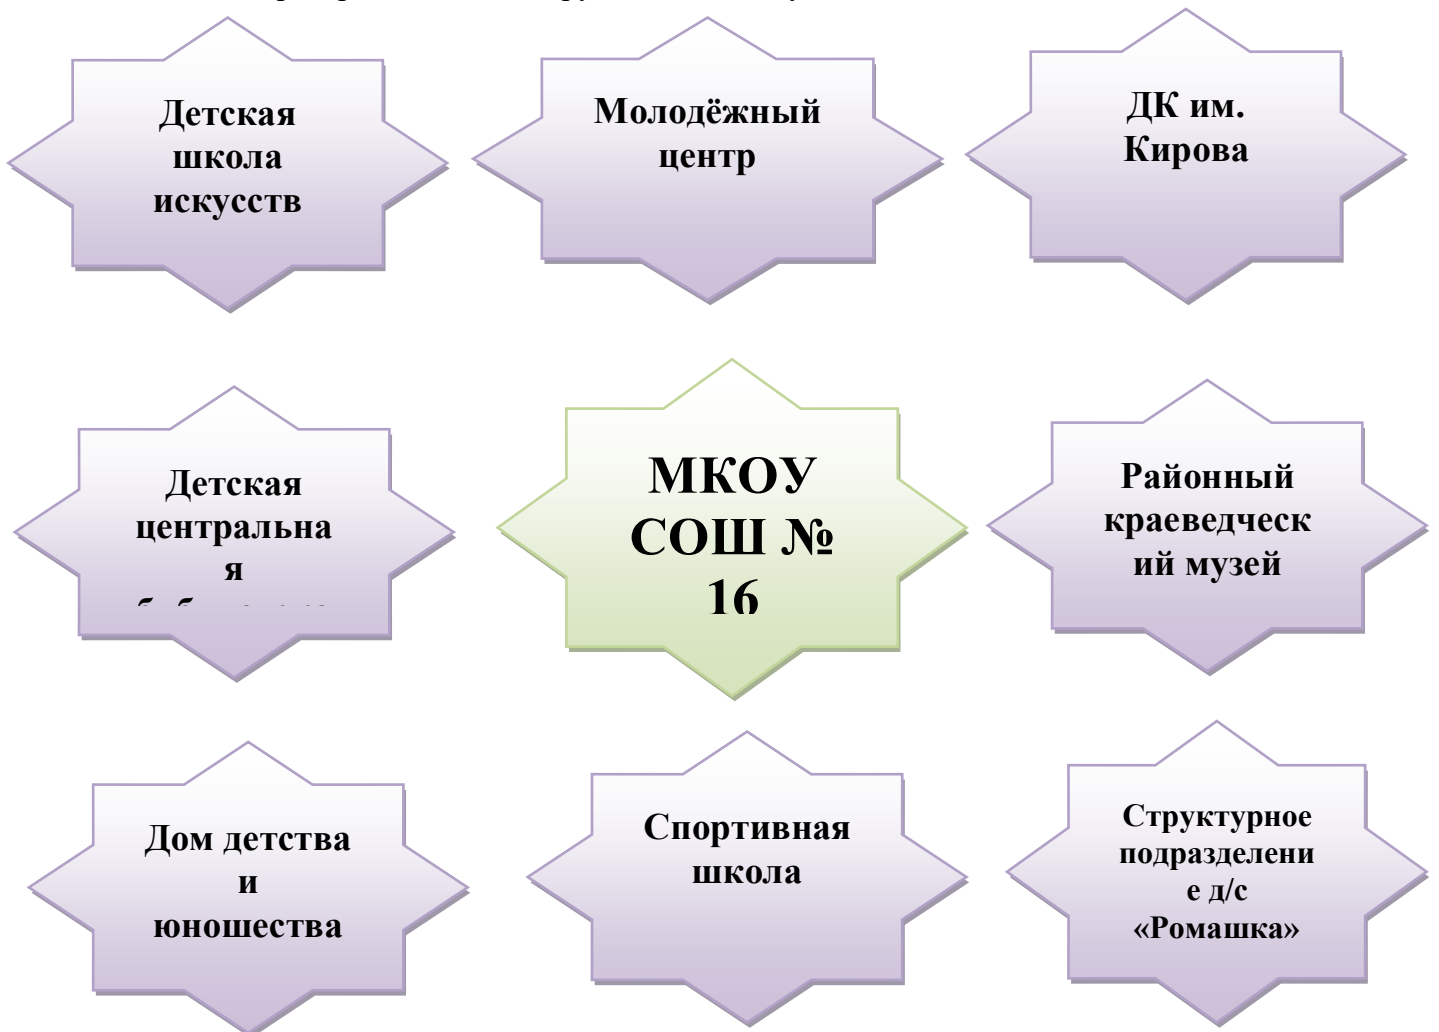 Детская
школа
искусств
Молодёжный
центр
ДК им.
Кирова
Детская
центральна
я
МКОУ
СОШ №
16
Районный
краеведческ
ий музей
Дом детства
и
юношества
Спортивная
школа
Структурное
подразделени
е д/с
«Ромашка»